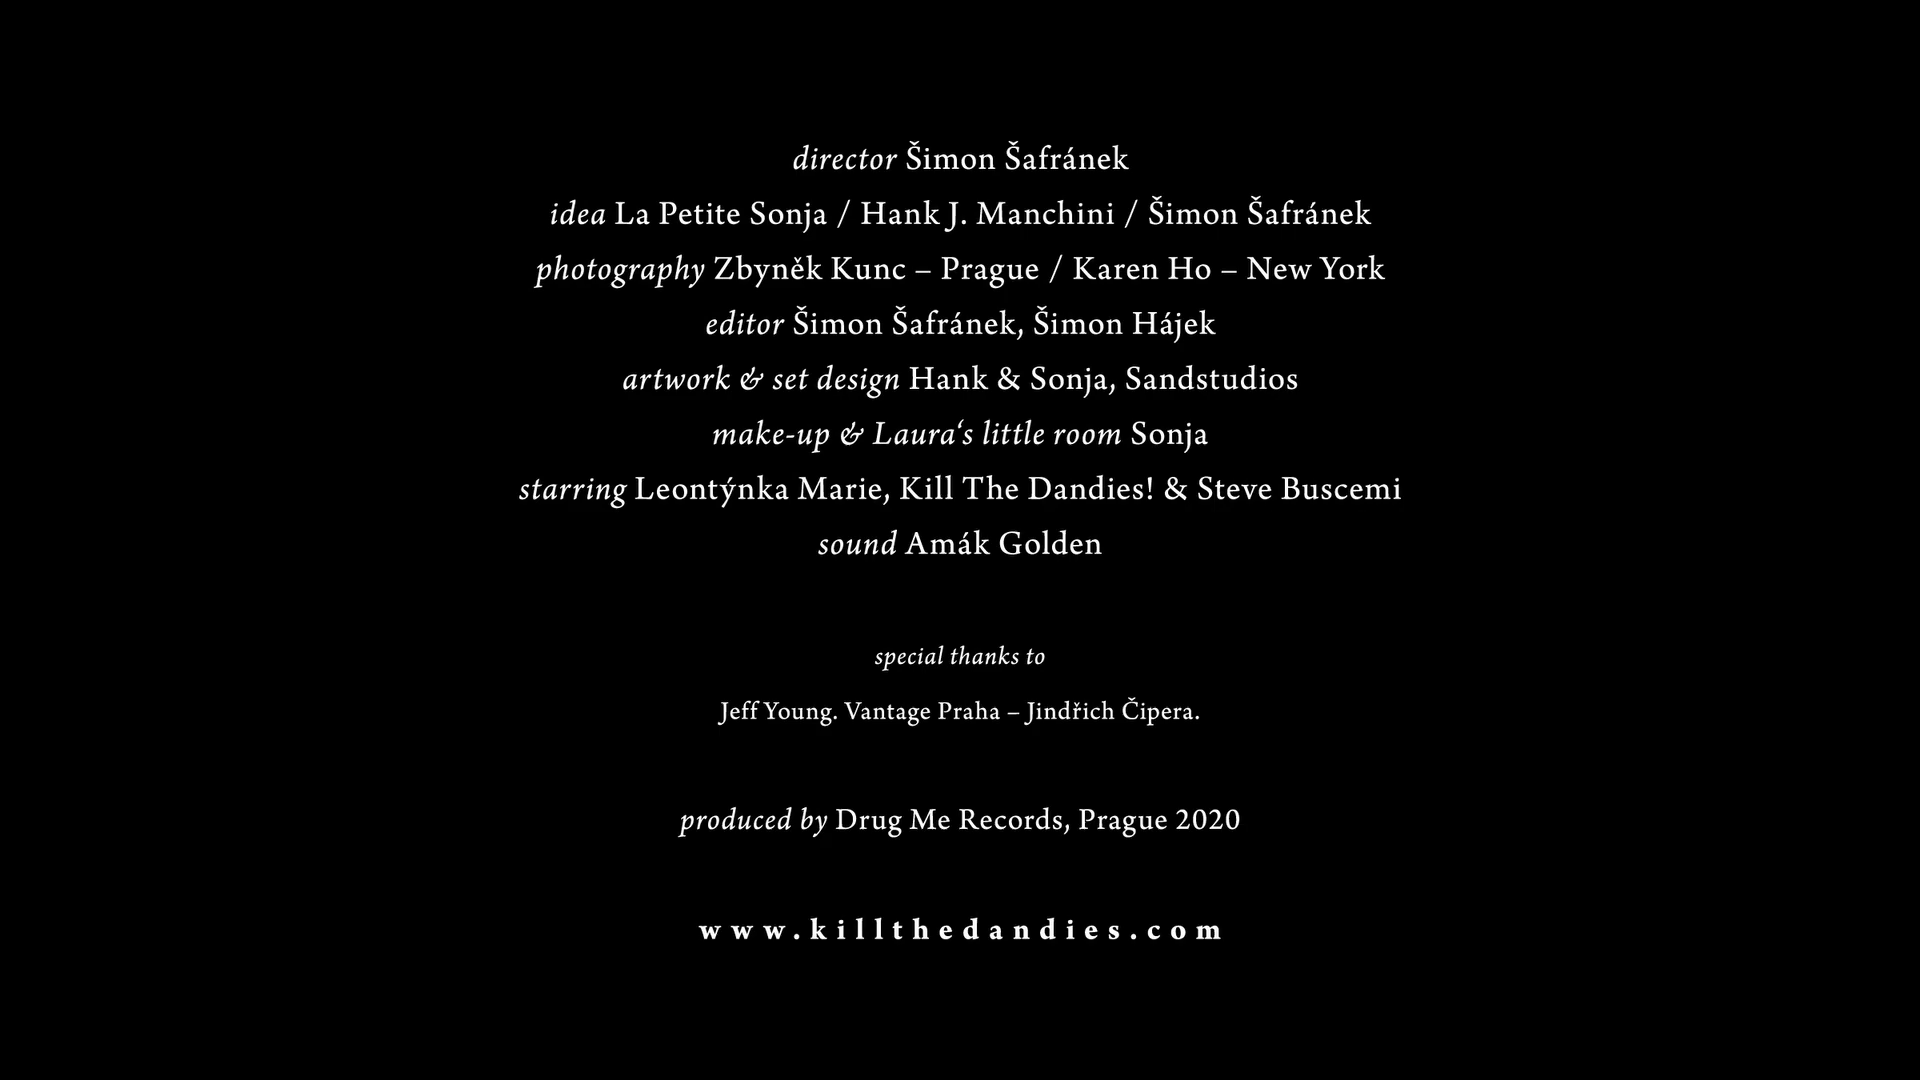 director Šimon Šafránek
idea La Petite Sonja / Hank J. Manchini / Šimon Šafránek
photography Zbyněk Kunc – Prague / Karen Ho – New York
editor Šimon Šafránek, Šimon Hájek
artwork & set design Hank & Sonja, Sandstudios
make-up & Laura‘s little room Sonja
starring Leontýnka Marie, Kill The Dandies! & Steve Buscemi
sound Amák Golden
special thanks to
Jeff Young. Vantage Praha – Jindřich Čipera.
produced by Drug Me Records, Prague 2020
www.killthedandies.com